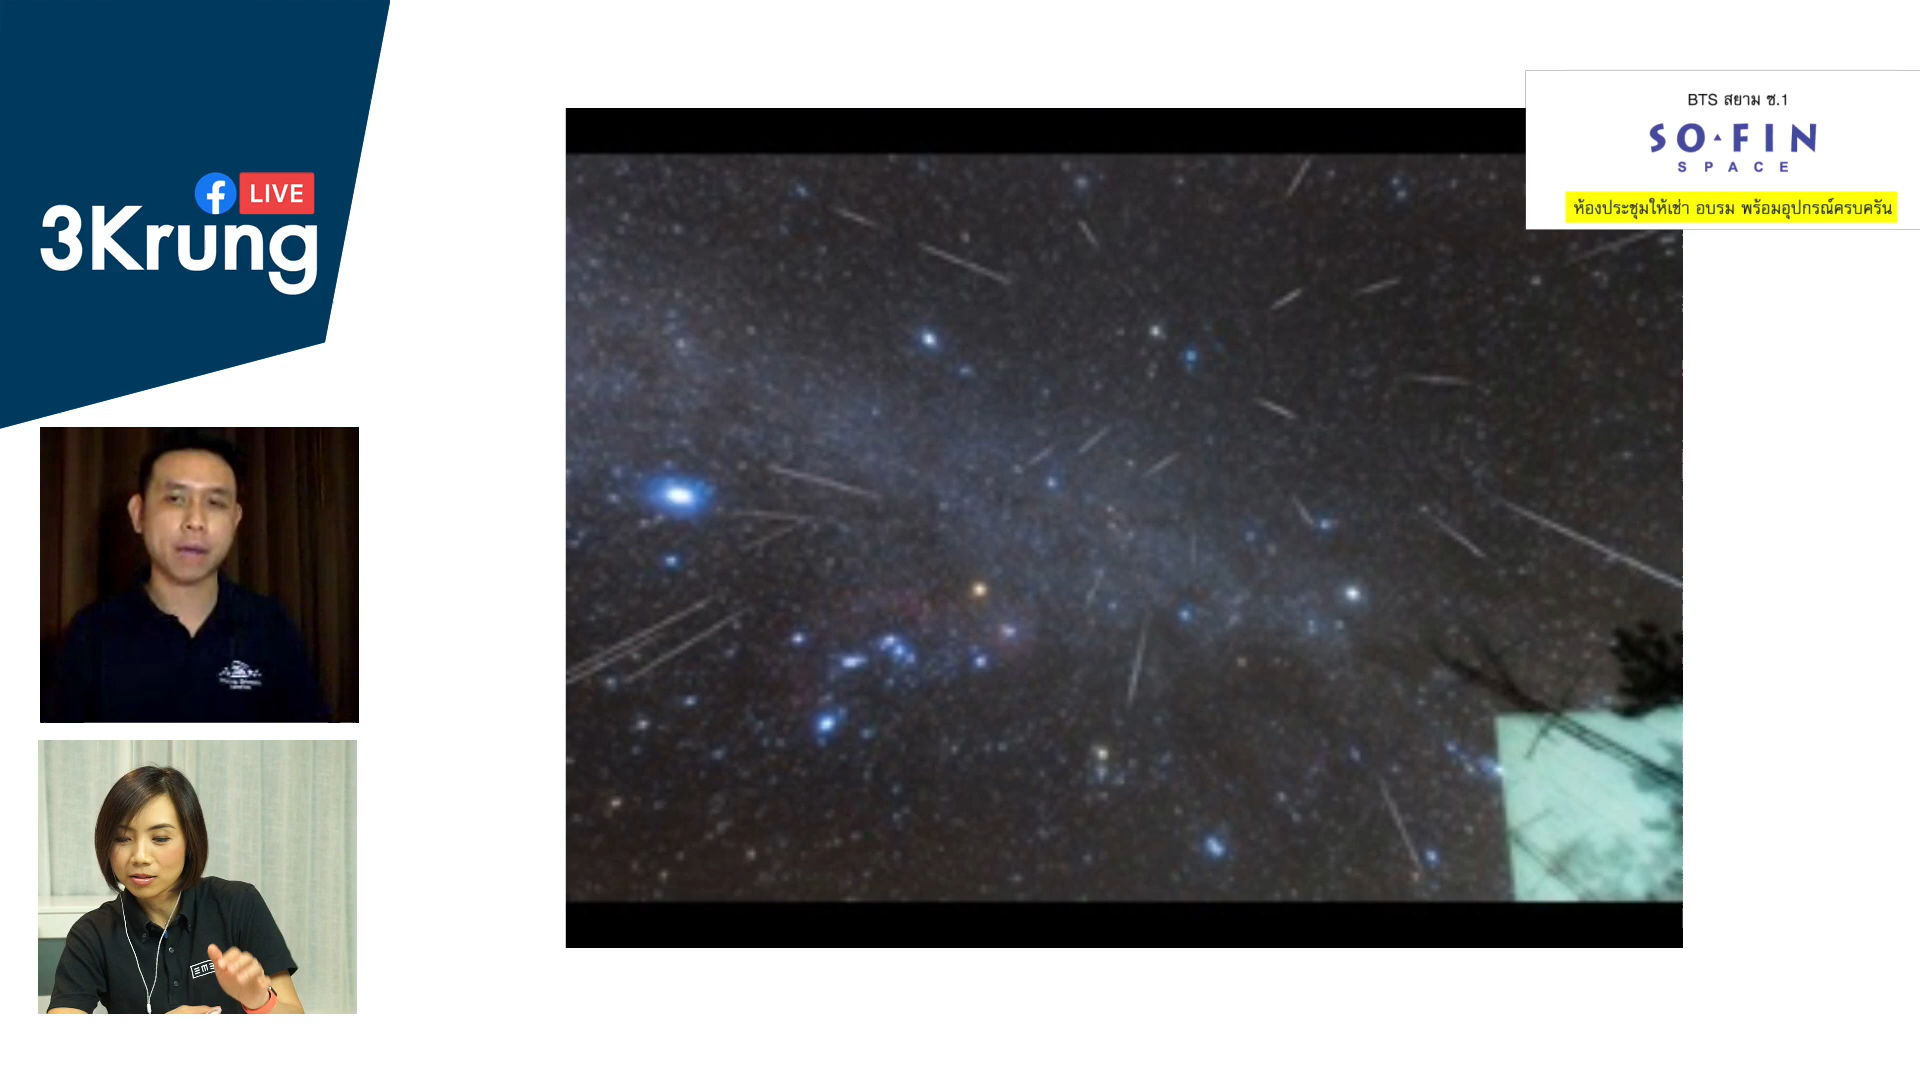 LIVE
3Krung
BTS สยาม ซ.1
SO·FIN
SPACE
ห้องประชุมให้เช่า อบรม พร้อมอุปกรณ์ครบครัน